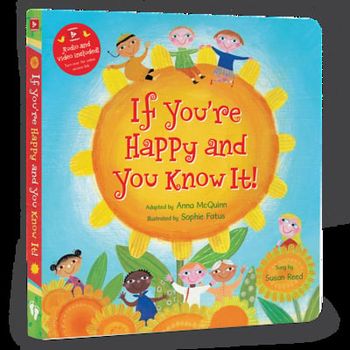 If You're Happy and You Know It!
Audio and
video included!
If You're
Happy and
You Know It!
Adapted by Anna McQuinn
Illustrated by Sophie Fatus
Sung by
Susan Reed